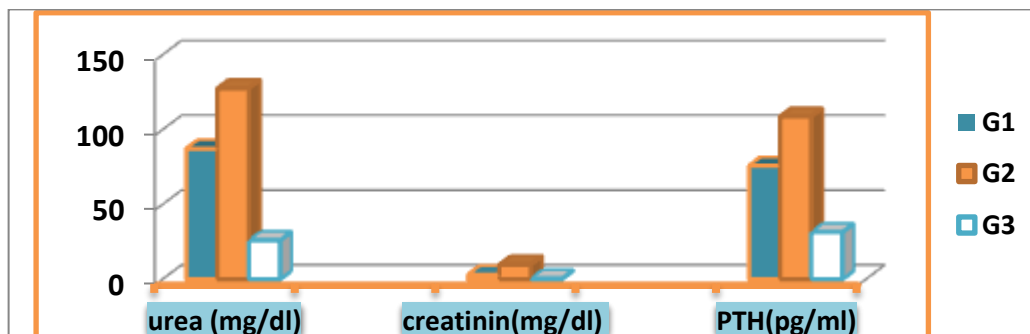 150
100
50
0
urea (mg/dl)
creatinin(mg/dl)
PTH(pg/ml)
G1
G2
G3